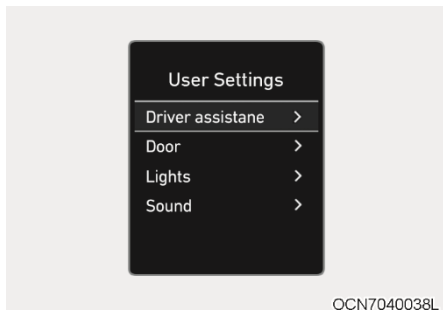 User Settings
Driver assistane >
Door >
Lights >
Sound >
OCN7040038L